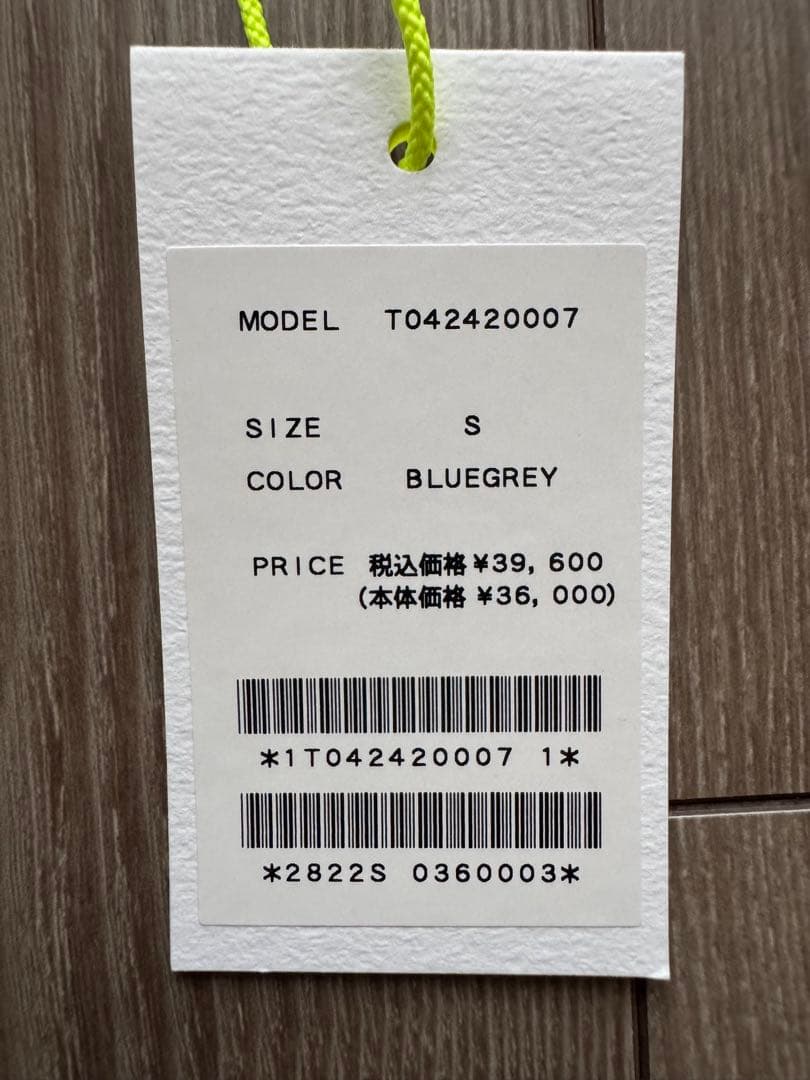 MODEL T042420007
SIZE S
COLOR BLUEGREY
PRICE 税込価格 ¥39,600
(本体価格 ¥36,000)
*1T042420007 1*
*2822S 0360003*